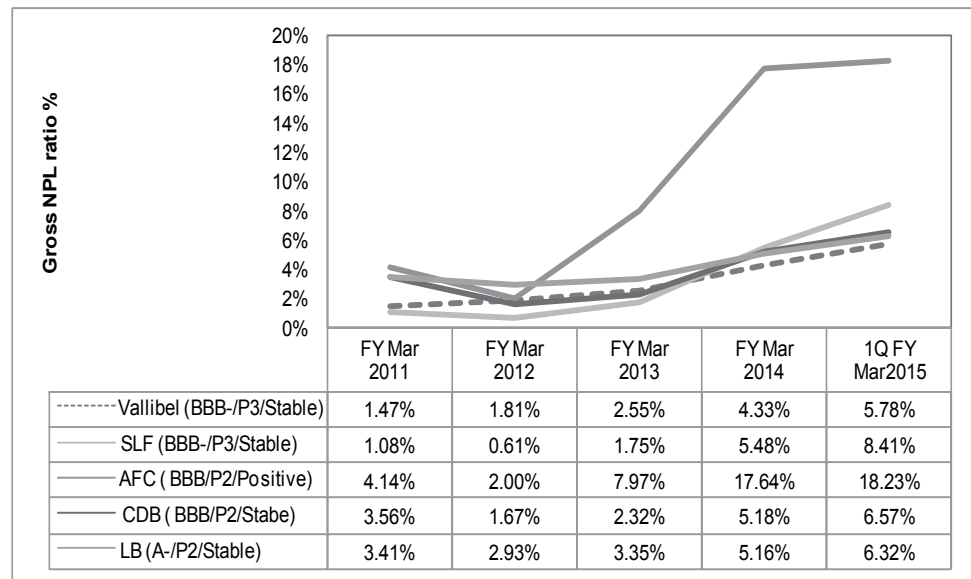 Gross NPL ratio %
20%
18%
16%
14%
12%
10%
8%
6%
4%
2%
0%
FY Mar 2011 FY Mar 2012 FY Mar 2013 FY Mar 2014 1Q FY Mar2015
Vallibel (BBB-/P3/Stable) 1.47% 1.81% 2.55% 4.33% 5.78%
SLF (BBB-/P3/Stable) 1.08% 0.61% 1.75% 5.48% 8.41%
AFC ( BBB/P2/Positive) 4.14% 2.00% 7.97% 17.64% 18.23%
CDB ( BBB/P2/Stabe) 3.56% 1.67% 2.32% 5.18% 6.57%
LB (A-/P2/Stable) 3.41% 2.93% 3.35% 5.16% 6.32%